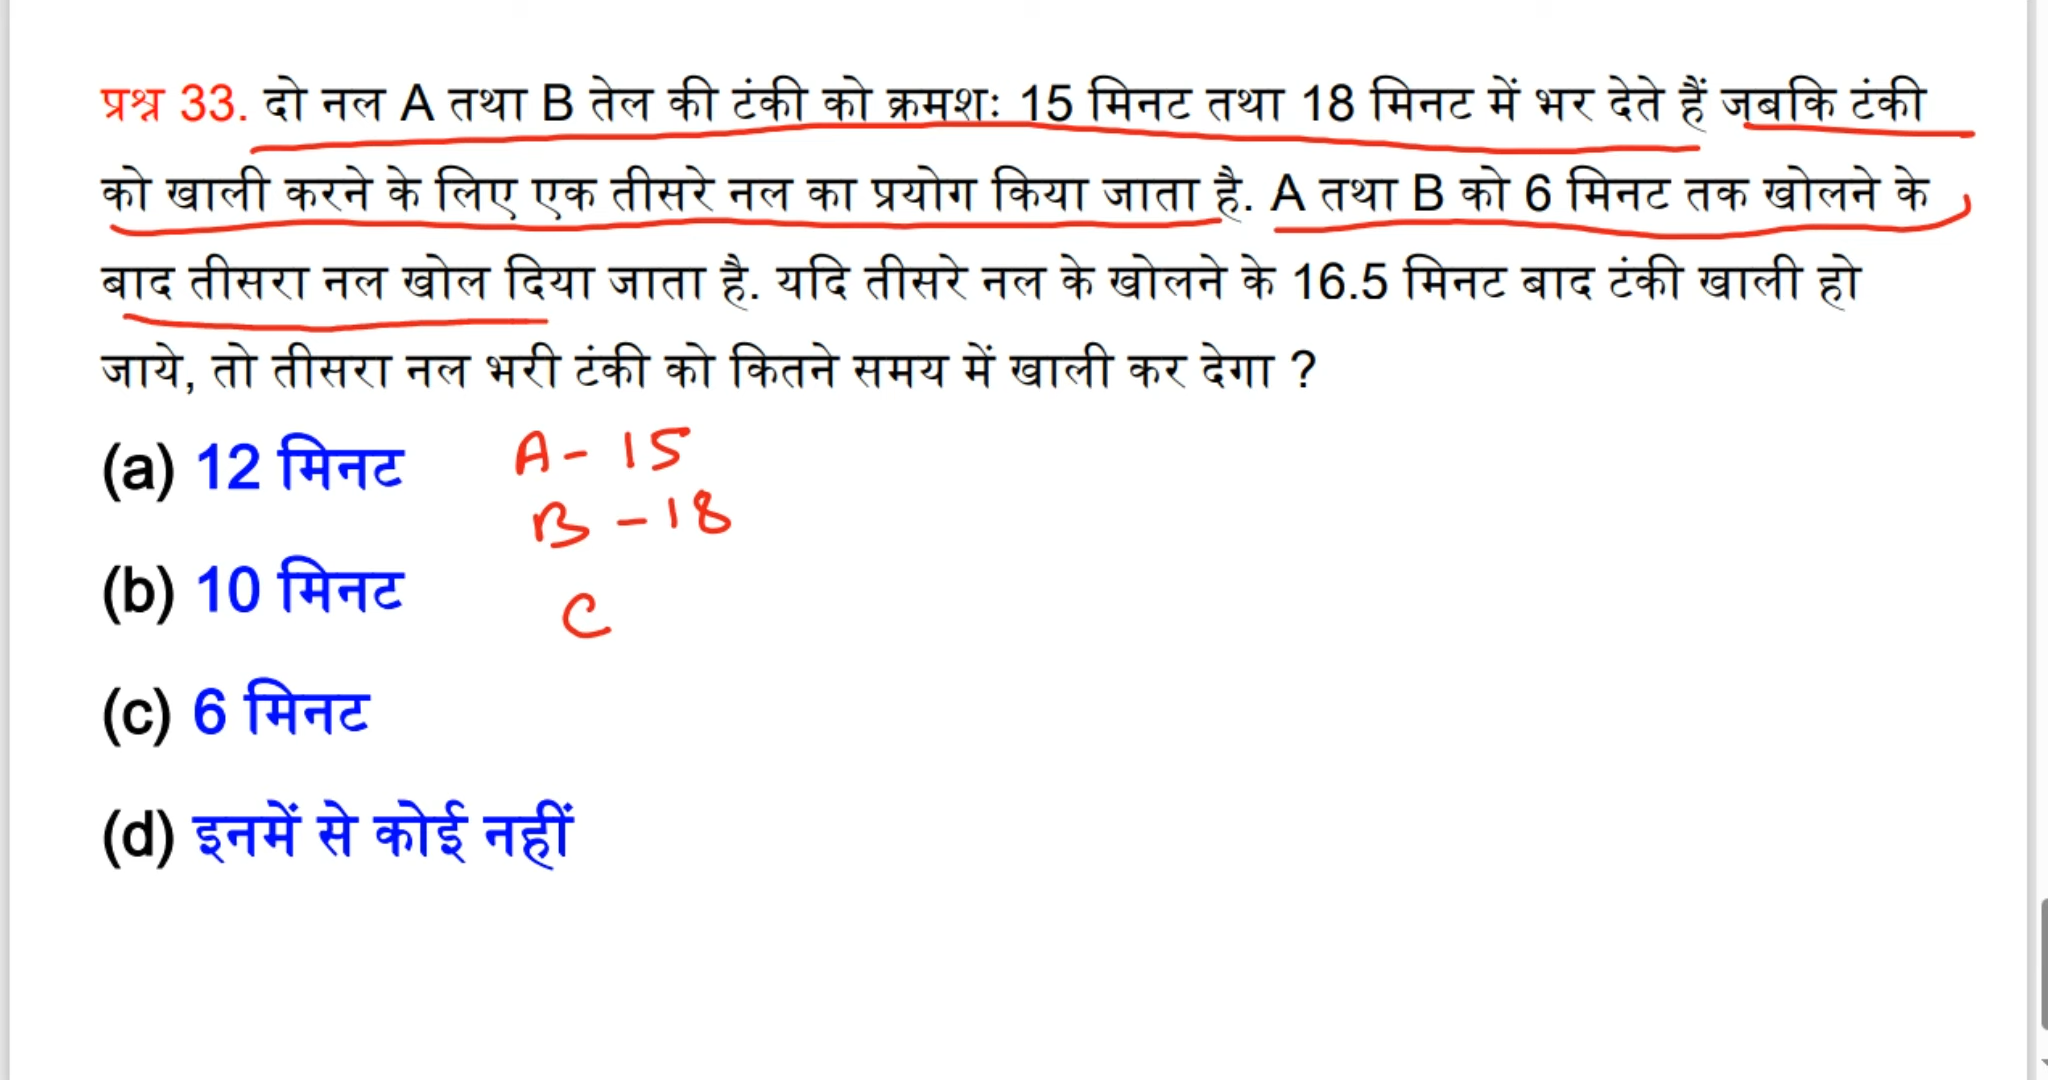 प्रश्न 33. दो नल A तथा B तेल की टंकी को क्रमशः 15 मिनट तथा 18 मिनट में भर देते हैं जबकि टंकी
को खाली करने के लिए एक तीसरे नल का प्रयोग किया जाता है. A तथा B को 6 मिनट तक खोलने के
बाद तीसरा नल खोल दिया जाता है. यदि तीसरे नल के खोलने के 16.5 मिनट बाद टंकी खाली हो
जाये, तो तीसरा नल भरी टंकी को कितने समय में खाली कर देगा ?
(a) 12 मिनट
A - 15
B - 18
(b) 10 मिनट
C
(c) 6 मिनट
(d) इनमें से कोई नहीं